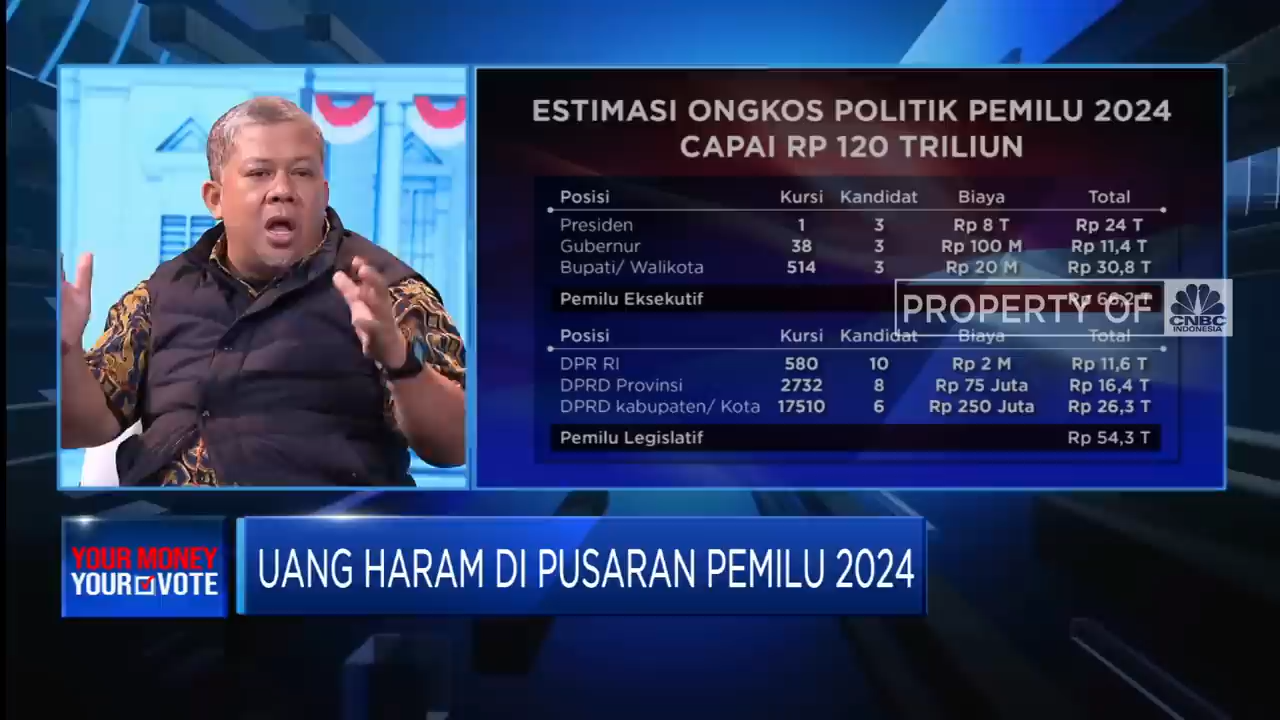 ESTIMASI ONGKOS POLITIK PEMILU 2024
CAPAI RP 120 TRILIUN
Posisi Kursi Kandidat Biaya Total
Presiden 1 3 Rp 8 T Rp 24 T
Gubernur 38 3 Rp 100 M Rp 11,4 T
Bupati/ Walikota 514 3 Rp 20 M Rp 30,8 T
Pemilu Eksekutif Rp 66,2 T
PROPERTY OF CNBC INDONESIA
Posisi Kursi Kandidat Biaya Total
DPR RI 580 10 Rp 2 M Rp 11,6 T
DPRD Provinsi 2732 8 Rp 75 Juta Rp 16,4 T
DPRD kabupaten/ Kota 17510 6 Rp 250 Juta Rp 26,3 T
Pemilu Legislatif Rp 54,3 T
YOUR MONEY
YOUR VOTE
UANG HARAM DI PUSARAN PEMILU 2024